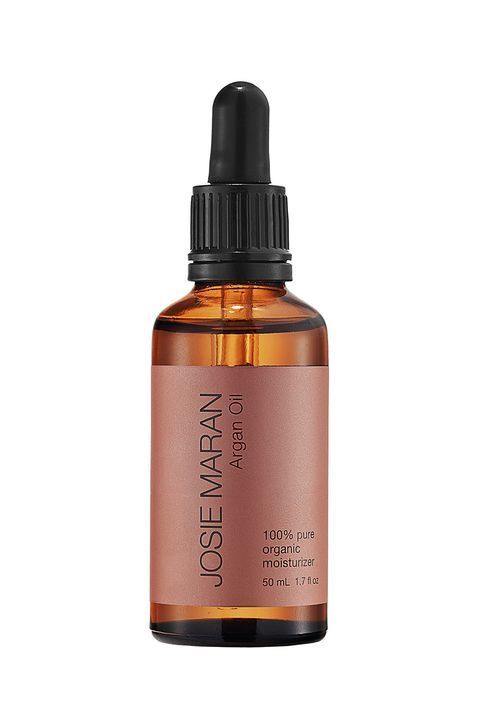 JOSIE MARAN
Argan Oil
100% pure
organic
moisturizer
50 mL 1.7 fl oz